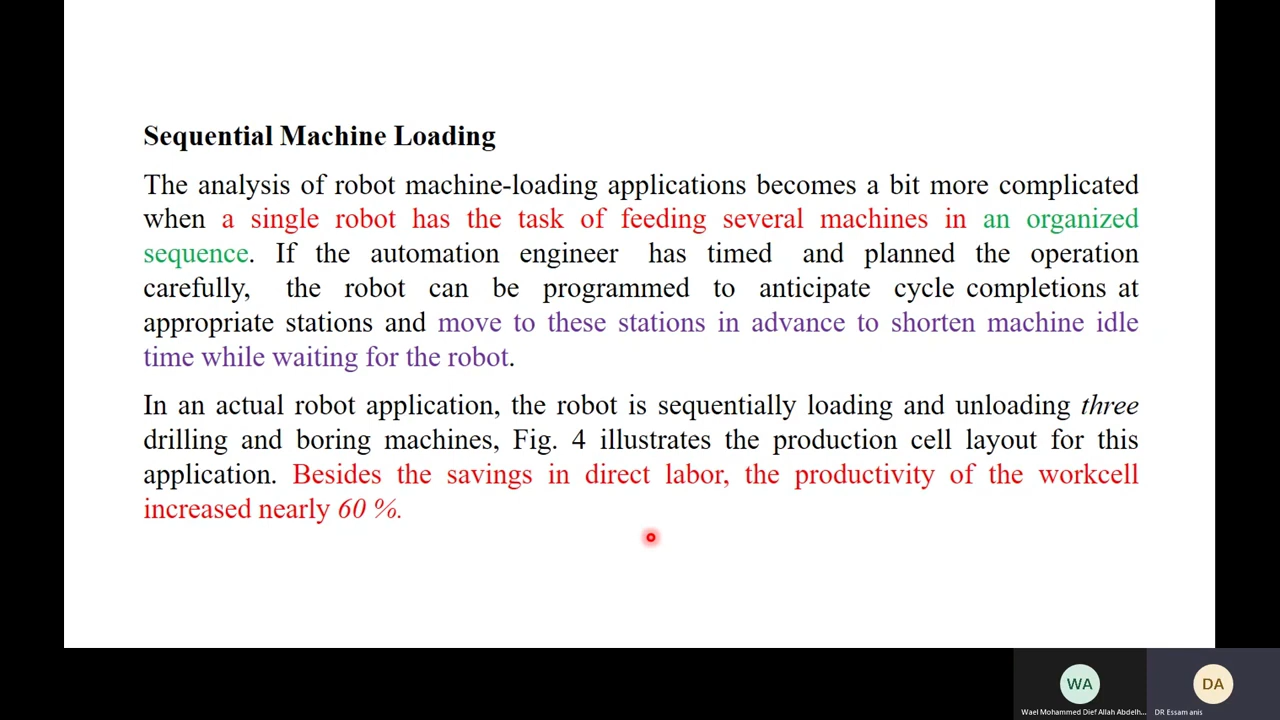 Sequential Machine Loading
The analysis of robot machine-loading applications becomes a bit more complicated
when a single robot has the task of feeding several machines in an organized
sequence. If the automation engineer has timed and planned the operation
carefully, the robot can be programmed to anticipate cycle completions at
appropriate stations and move to these stations in advance to shorten machine idle
time while waiting for the robot.
In an actual robot application, the robot is sequentially loading and unloading three
drilling and boring machines, Fig. 4 illustrates the production cell layout for this
application. Besides the savings in direct labor, the productivity of the workcell
increased nearly 60 %.
WA
DA
Wael Mohammed Dief Allah Abdelh...
DR Essam anis